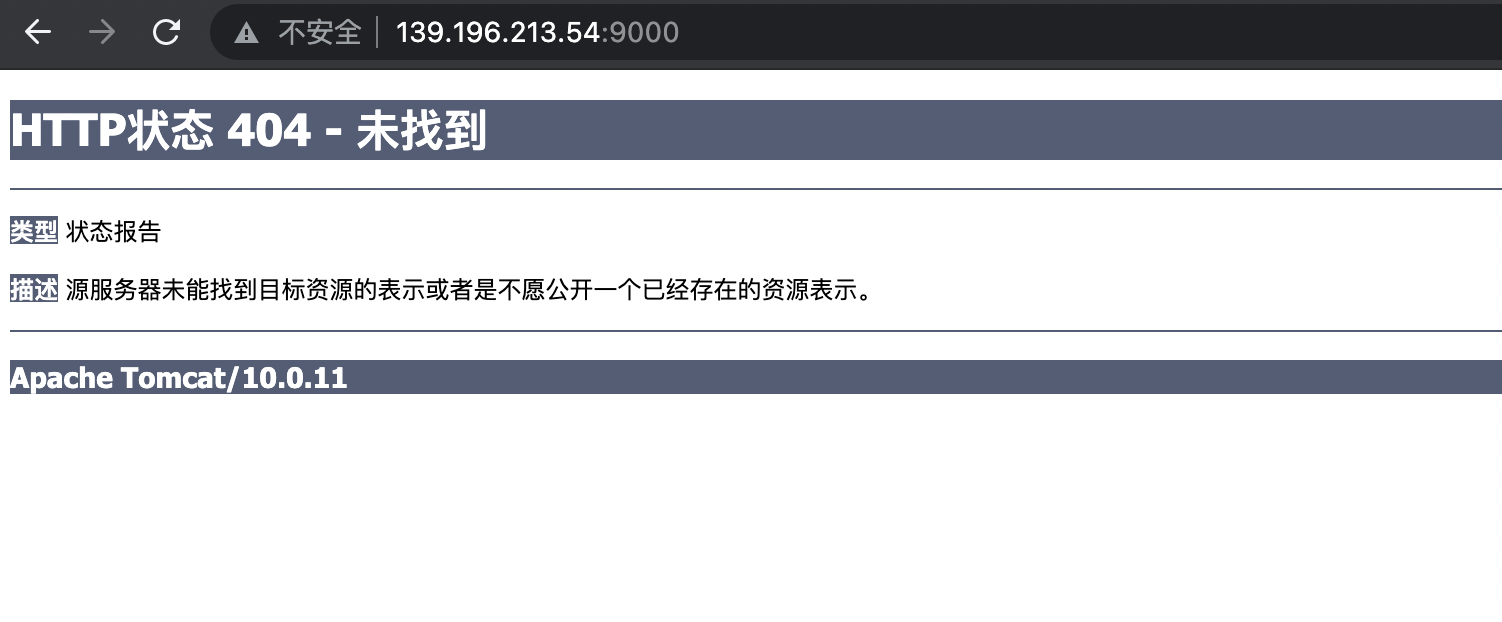 不安全 139.196.213.54:9000
HTTP状态 404 - 未找到
类型 状态报告
描述 源服务器未能找到目标资源的表示或者是不愿公开一个已经存在的资源表示。
Apache Tomcat/10.0.11